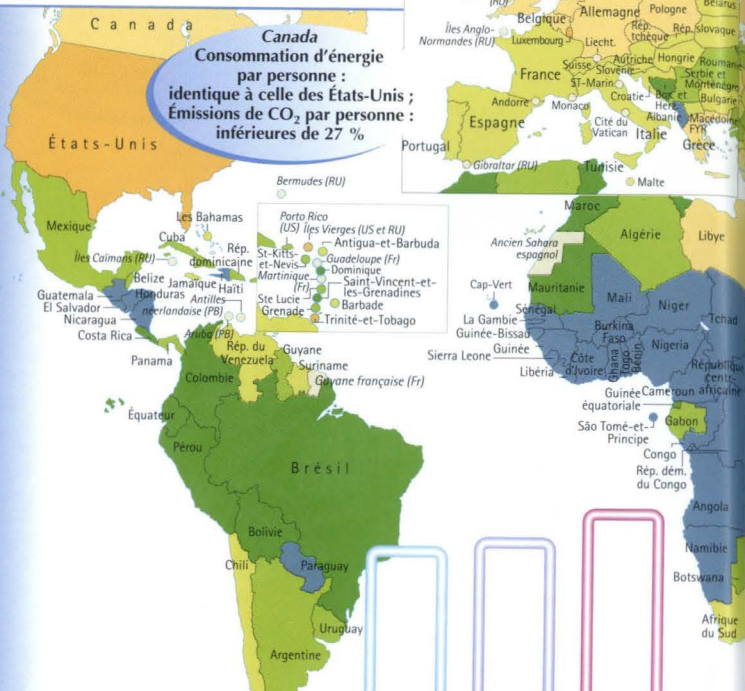 Canada
Canada
Consommation d'énergie
par personne :
identique à celle des États-Unis ;
Émissions de CO₂ par personne :
inférieures de 27 %
États-Unis
Bermudes (RU)
Mexique
Les Bahamas
Cuba
Îles Caïmans (RU)
Rép.
dominicaine
Belize
Jamaïque
Haïti
Guatemala
Honduras
El Salvador
Nicaragua
Antilles
néerlandaise (PB)
Costa Rica
Aruba (PB)
Panama
Porto Rico
(US)
Îles Vierges (US et RU)
Antigua-et-Barbuda
St-Kitts-
et-Nevis
Guadeloupe (Fr)
Dominique
Martinique
(Fr)
Saint-Vincent-et-
les-Grenadines
Ste Lucie
Barbade
Grenade
Trinité-et-Tobago
Rép. du
Venezuela
Guyane
Suriname
Guyane française (Fr)
Colombie
Équateur
Pérou
Brésil
Bolivie
Chili
Paraguay
Uruguay
Argentine
(RU)
Belgique
Allemagne
Pologne
Belarus
Îles Anglo-
Normandes (RU)
Luxembourg
Rép.
tchèque
Rép. slovaque
Liecht.
France
Suisse
Autriche
Hongrie
Roumanie
Slovénie
ST-Marin
Serbie et
Monténégro
Andorre
Monaco
Croatie
Bos. et
Herz.
Bulgarie
Espagne
Cité du
Vatican
Italie
Albanie
Macédoine
FYR
Portugal
Grèce
Gibraltar (RU)
Tunisie
Malte
Maroc
Ancien Sahara
espagnol
Algérie
Libye
Mauritanie
Cap-Vert
Mali
Niger
Tchad
Sénégal
La Gambie
Guinée-Bissau
Guinée
Burkina
Faso
Nigeria
Sierra Leone
Côte
d'Ivoire
Ghana
Togo
Bénin
Libéria
République
centr-
africaine
Guinée
équatoriale
Cameroun
São Tomé-et-
Principe
Gabon
Congo
Rép. dém.
du Congo
Angola
Namibie
Botswana
Afrique
du Sud